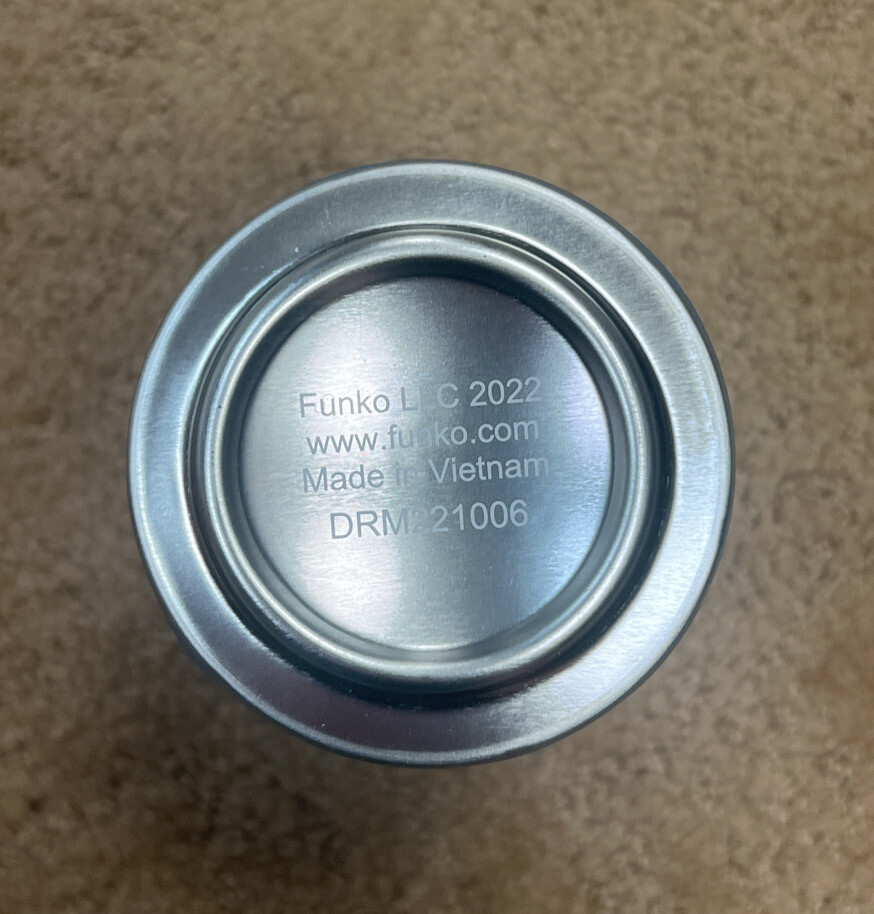 Funko LLC 2022
www.funko.com
Made in Vietnam
DRM221006